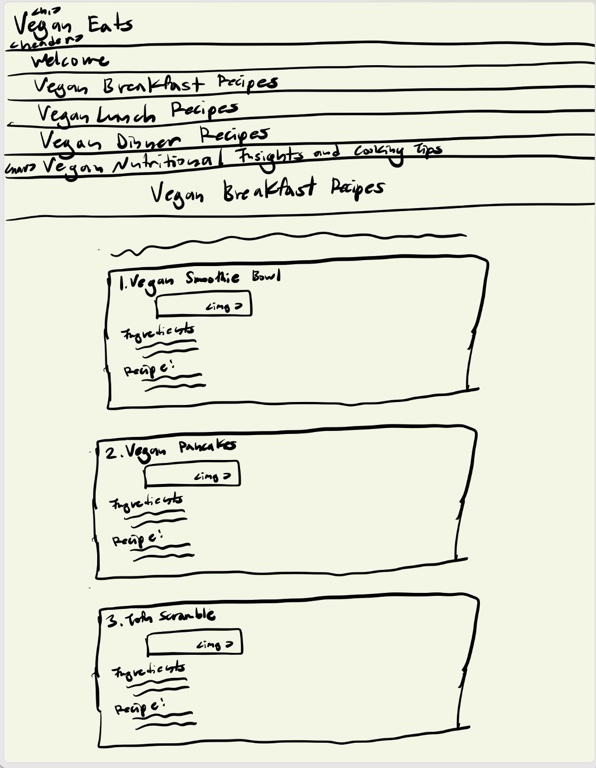 <h1>
Vegan Eats
<header>
Welcome
Vegan Breakfast Recipes
Vegan Lunch Recipes
Vegan Dinner Recipes
<nav> Vegan Nutritional Insights and Cooking Tips
Vegan Breakfast Recipes
1. Vegan Smoothie Bowl
<img>
Ingredients
Recipe:
2. Vegan Pancakes
<img>
Ingredients
Recipe:
3. Tofu Scramble
<img>
Ingredients
Recipe: